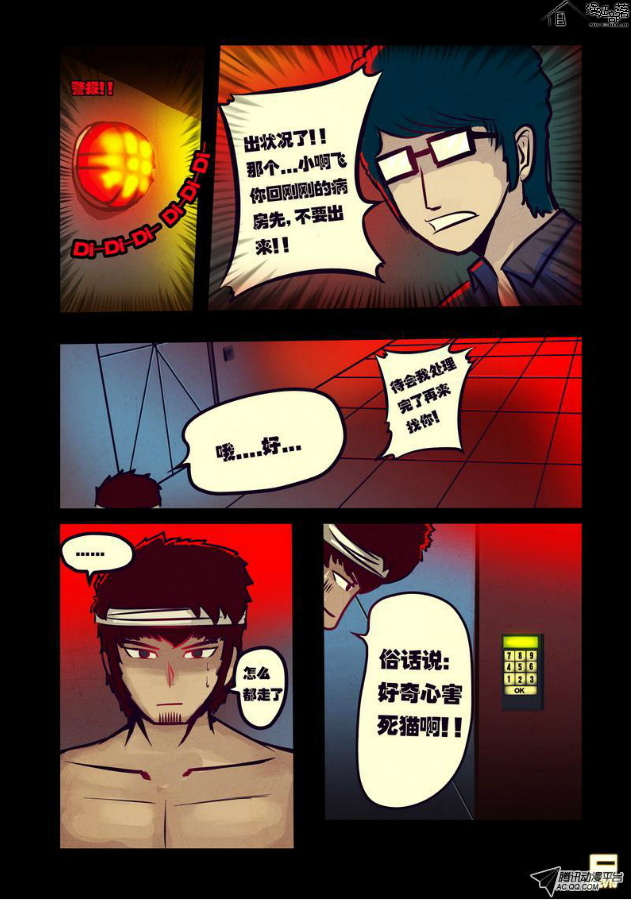 漫画部落
警报!!
Di-Di-Di- Di-Di-Di-
出状况了!!
那个...小啊飞
你回刚刚的病
房先,不要出
来!!
待会我处理
完了再来
找你!
哦....好...
......
怎么
都走了
俗话说:
好奇心害
死猫啊!!
7 8 9
4 5 6
1 2 3
OK
腾讯动漫平台
AC.QQ.COM